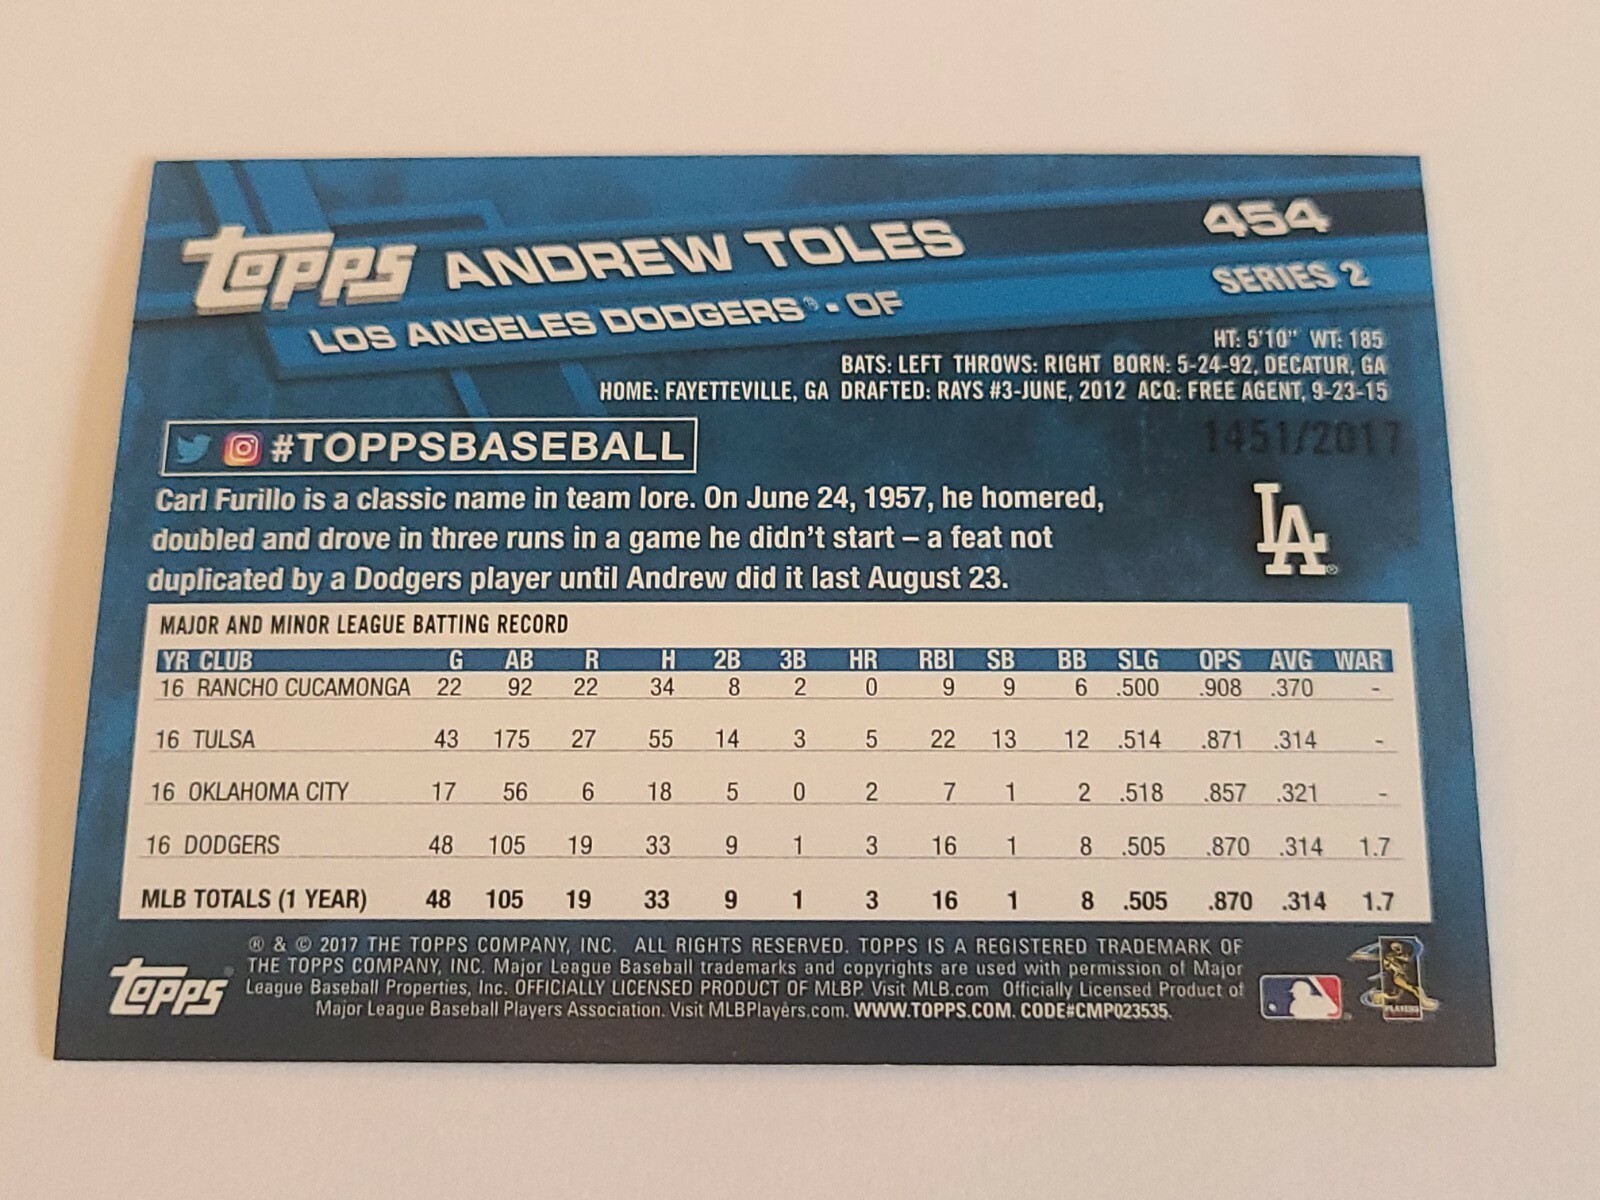 TOPPS ANDREW TOLES 454
LOS ANGELES DODGERS® - OF SERIES 2
HT: 5'10" WT: 185
BATS: LEFT THROWS: RIGHT BORN: 5-24-92, DECATUR, GA
HOME: FAYETTEVILLE, GA DRAFTED: RAYS #3-JUNE, 2012 ACQ: FREE AGENT, 9-23-15
#TOPPSBASEBALL 1451/2017
Carl Furillo is a classic name in team lore. On June 24, 1957, he homered,
doubled and drove in three runs in a game he didn't start – a feat not
duplicated by a Dodgers player until Andrew did it last August 23.
LA
MAJOR AND MINOR LEAGUE BATTING RECORD
YR CLUB G AB R H 2B 3B HR RBI SB BB SLG OPS AVG WAR
16 RANCHO CUCAMONGA 22 92 22 34 8 2 0 9 9 6 .500 .908 .370 -
16 TULSA 43 175 27 55 14 3 5 22 13 12 .514 .871 .314 -
16 OKLAHOMA CITY 17 56 6 18 5 0 2 7 1 2 .518 .857 .321 -
16 DODGERS 48 105 19 33 9 1 3 16 1 8 .505 .870 .314 1.7
MLB TOTALS (1 YEAR) 48 105 19 33 9 1 3 16 1 8 .505 .870 .314 1.7
TOPPS®
® & © 2017 THE TOPPS COMPANY, INC. ALL RIGHTS RESERVED. TOPPS IS A REGISTERED TRADEMARK OF
THE TOPPS COMPANY, INC. Major League Baseball trademarks and copyrights are used with permission of Major
League Baseball Properties, Inc. OFFICIALLY LICENSED PRODUCT OF MLBP. Visit MLB.com Officially Licensed Product of
Major League Baseball Players Association. Visit MLBPlayers.com. WWW.TOPPS.COM. CODE#CMP023535.
PLAYERS